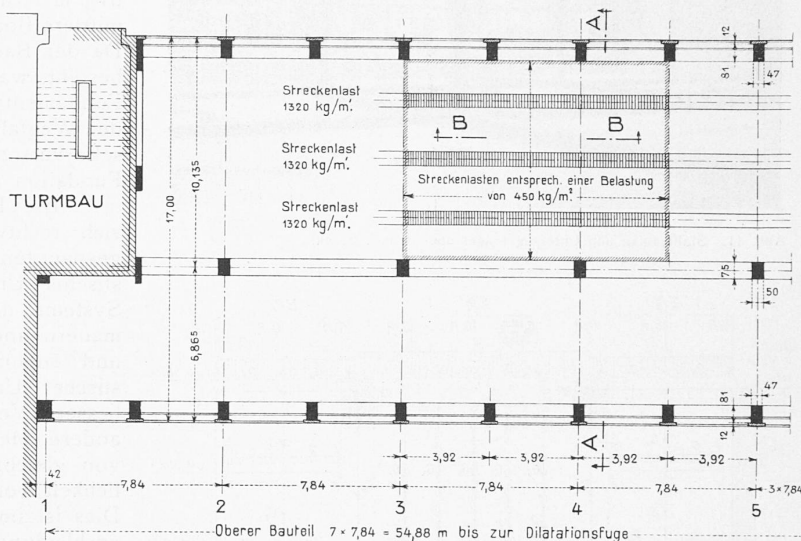 A
12
81
47
Streckenlast
1320 kg/m'.
B
B
Streckenlast
1320 kg/m'.
TURMBAU
Streckenlasten entsprech. einer Belastung
von 450 kg/m²
Streckenlast
1320 kg/m'.
17,00
10,135
75
50
6,865
47
81
12
A
3,92
3,92
3,92
3,92
42
7,84
7,84
7,84
7,84
3 × 7,84
1
2
3
4
5
Oberer Bauteil 7 × 7,84 = 54,88 m bis zur Dilatationsfuge